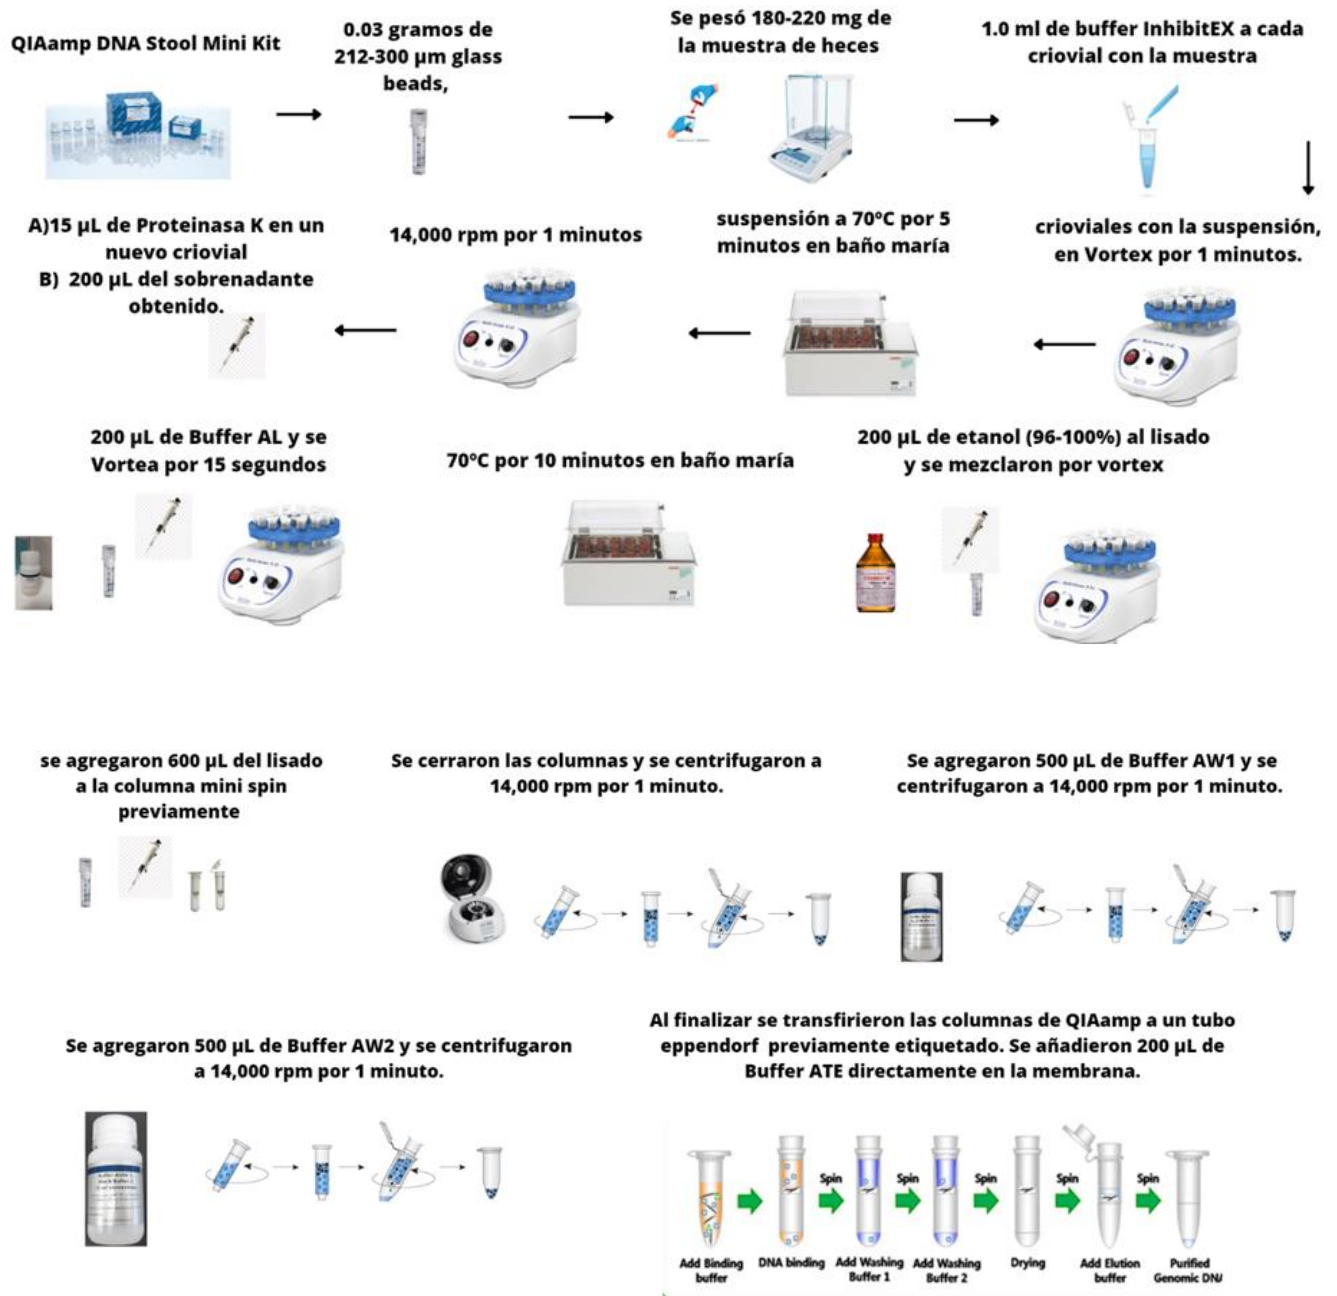 QIAamp DNA Stool Mini Kit
0.03 gramos de
212-300 µm glass
beads,
Se pesó 180-220 mg de
la muestra de heces
1.0 ml de buffer InhibitEX a cada
criovial con la muestra
crioviales con la suspensión,
en Vortex por 1 minutos.
suspensión a 70ºC por 5
minutos en baño maría
14,000 rpm por 1 minutos
A)15 µL de Proteinasa K en un
nuevo criovial
B) 200 µL del sobrenadante
obtenido.
200 µL de Buffer AL y se
Vortea por 15 segundos
70ºC por 10 minutos en baño maría
200 µL de etanol (96-100%) al lisado
y se mezclaron por vortex
se agregaron 600 µL del lisado
a la columna mini spin
previamente
Se cerraron las columnas y se centrifugaron a
14,000 rpm por 1 minuto.
Se agregaron 500 µL de Buffer AW1 y se
centrifugaron a 14,000 rpm por 1 minuto.
Se agregaron 500 µL de Buffer AW2 y se centrifugaron
a 14,000 rpm por 1 minuto.
Al finalizar se transfirieron las columnas de QIAamp a un tubo
eppendorf previamente etiquetado. Se añadieron 200 µL de
Buffer ATE directamente en la membrana.
Spin Spin Spin Spin Spin
Add Binding
buffer
DNA binding
Add Washing
Buffer 1
Add Washing
Buffer 2
Drying
Add Elution
buffer
Purified
Genomic DNA